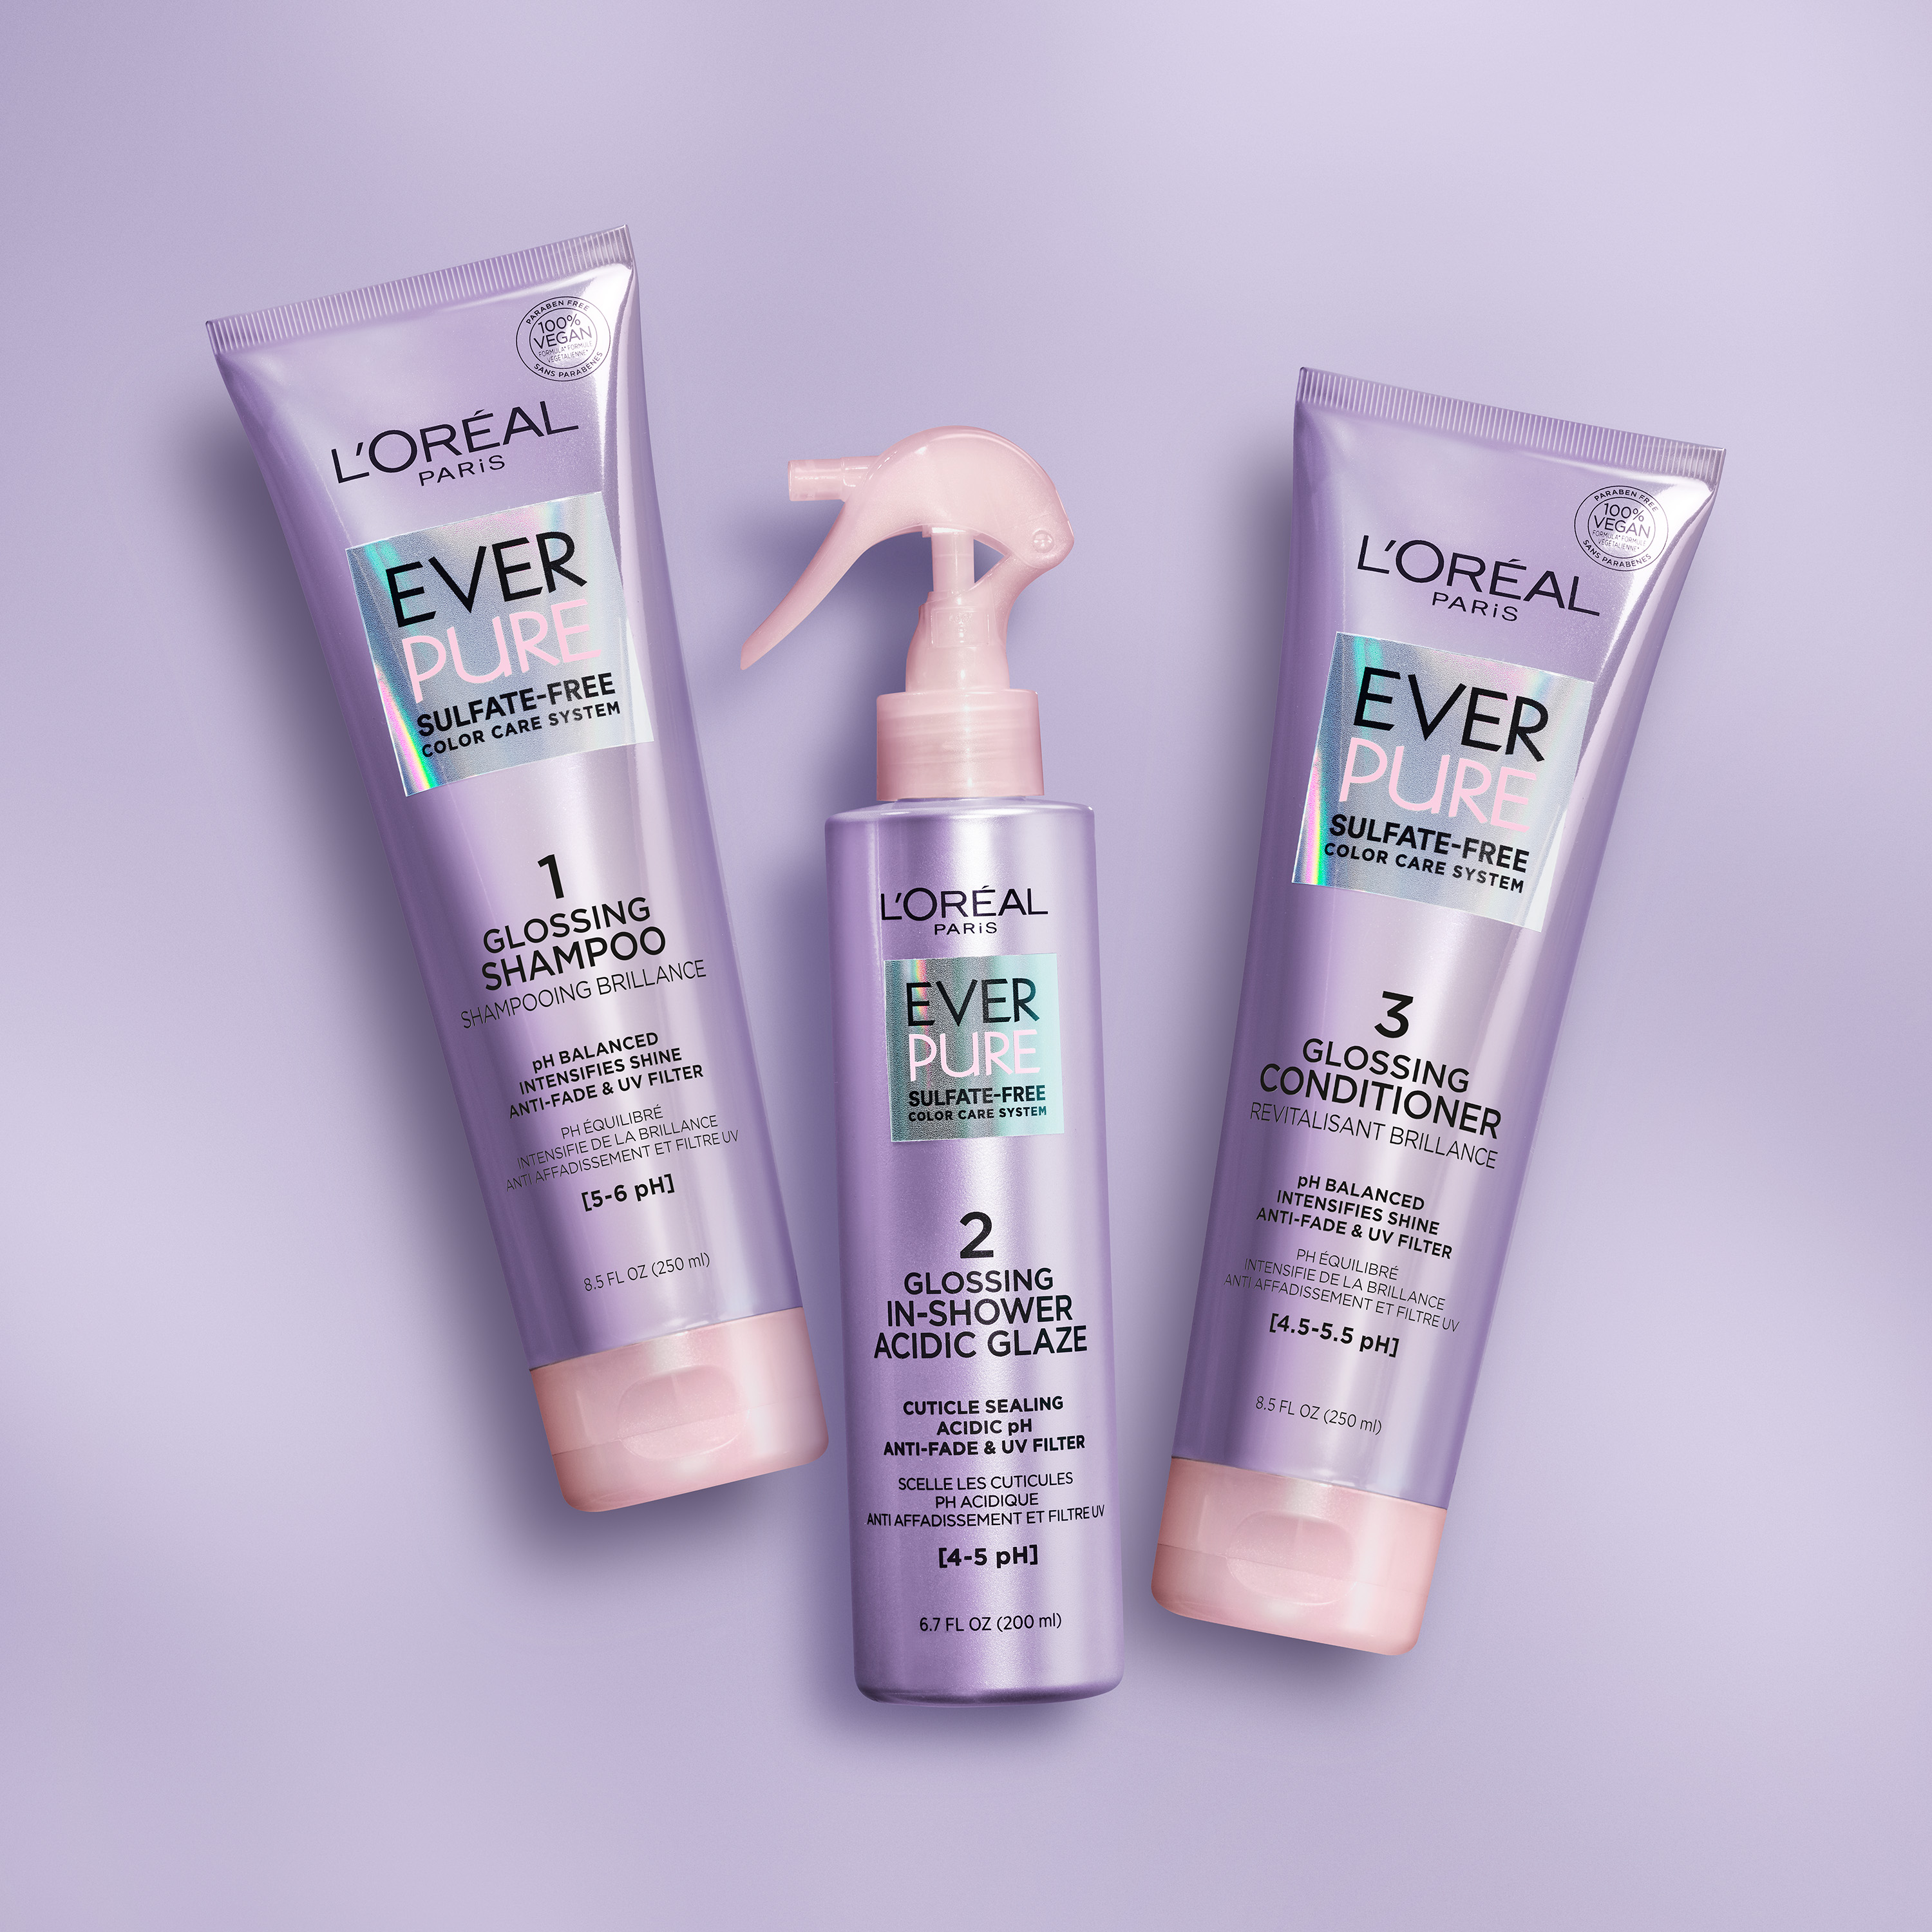 PARABEN FREE
100%
VEGAN
FORMULA* FORMULE
VÉGÉTALIENNE*
SANS PARABÈNES
L'ORÉAL
PARiS
EVER
PURE
SULFATE-FREE
COLOR CARE SYSTEM
1
GLOSSING
SHAMPOO
SHAMPOOING BRILLANCE
pH BALANCED
INTENSIFIES SHINE
ANTI-FADE & UV FILTER
PH ÉQUILIBRÉ
INTENSIFIE DE LA BRILLANCE
ANTI AFFADISSEMENT ET FILTRE UV
[5-6 pH]
8.5 FL OZ (250 ml)
L'ORÉAL
PARiS
EVER
PURE
SULFATE-FREE
COLOR CARE SYSTEM
2
GLOSSING
IN-SHOWER
ACIDIC GLAZE
CUTICLE SEALING
ACIDIC pH
ANTI-FADE & UV FILTER
SCELLE LES CUTICULES
PH ACIDIQUE
ANTI AFFADISSEMENT ET FILTRE UV
[4-5 pH]
6.7 FL OZ (200 ml)
PARABEN FREE
100%
VEGAN
FORMULA* FORMULE
VÉGÉTALIENNE*
SANS PARABÈNES
L'ORÉAL
PARiS
EVER
PURE
SULFATE-FREE
COLOR CARE SYSTEM
3
GLOSSING
CONDITIONER
REVITALISANT BRILLANCE
pH BALANCED
INTENSIFIES SHINE
ANTI-FADE & UV FILTER
PH ÉQUILIBRÉ
INTENSIFIE DE LA BRILLANCE
ANTI AFFADISSEMENT ET FILTRE UV
[4.5-5.5 pH]
8.5 FL OZ (250 ml)